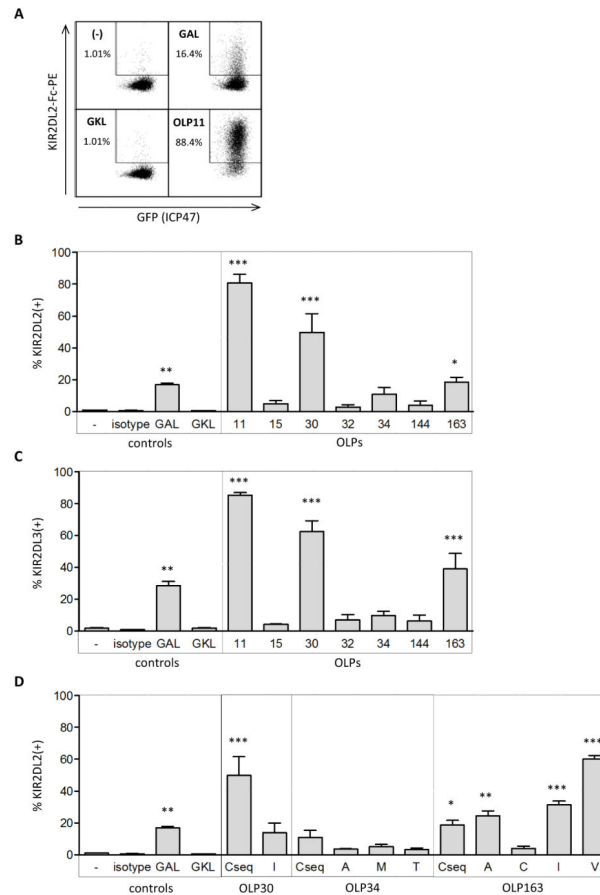 A
KIR2DL2-Fc-PE
(-)
1.01%
GAL
16.4%
GKL
1.01%
OLP11
88.4%
GFP (ICP47)
B
% KIR2DL2(+)
100
80
60
40
20
0
** *** *** *
- isotype GAL GKL 11 15 30 32 34 144 163
controls OLPs
C
% KIR2DL3(+)
100
80
60
40
20
0
** *** *** ***
- isotype GAL GKL 11 15 30 32 34 144 163
controls OLPs
D
% KIR2DL2(+)
100
80
60
40
20
0
** *** * ** *** ***
- isotype GAL GKL Cseq I Cseq A M T Cseq A C I V
controls OLP30 OLP34 OLP163